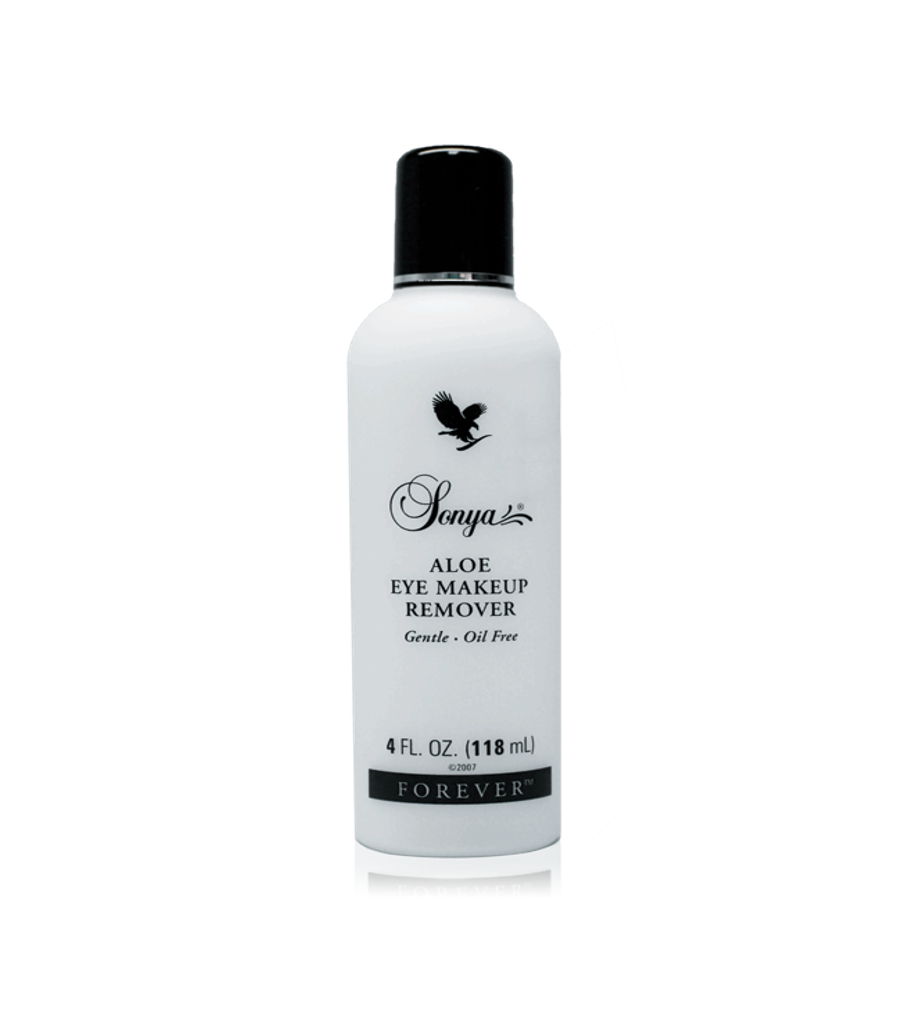 Sonya®
ALOE
EYE MAKEUP
REMOVER
Gentle · Oil Free
4 FL. OZ. (118 mL)
©2007
FOREVER™